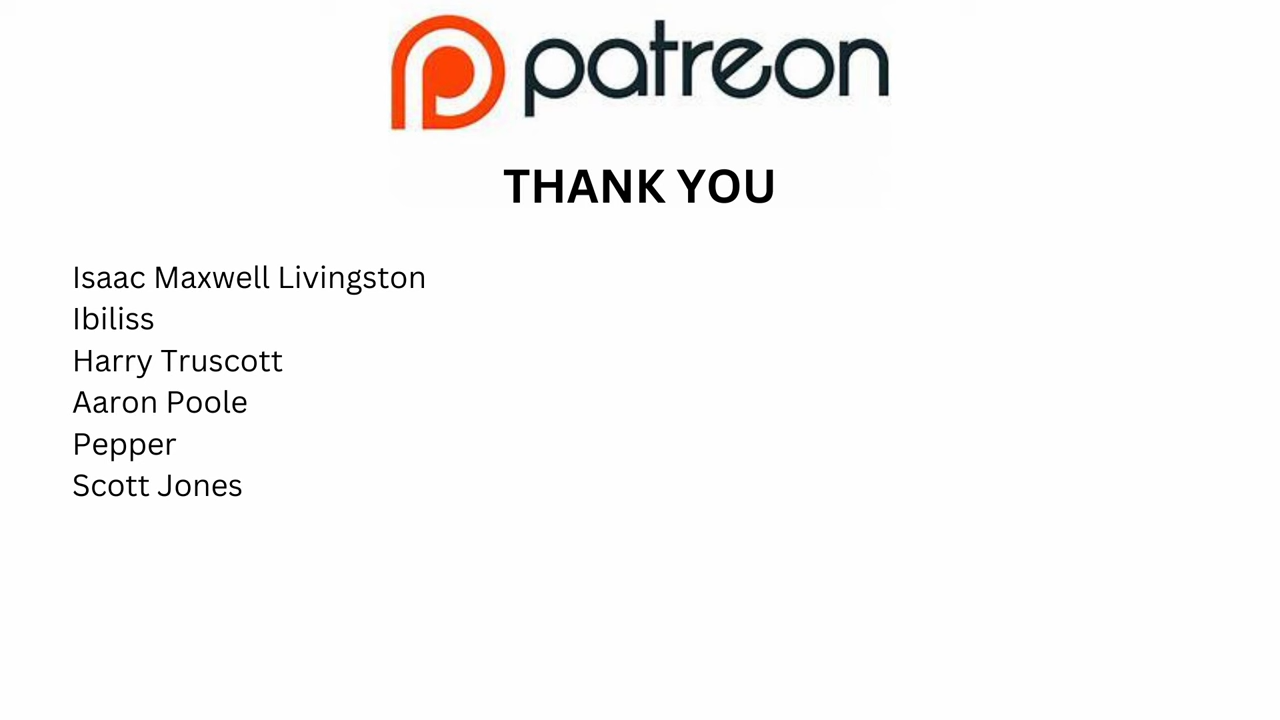 patreon
THANK YOU
Isaac Maxwell Livingston
Ibiliss
Harry Truscott
Aaron Poole
Pepper
Scott Jones